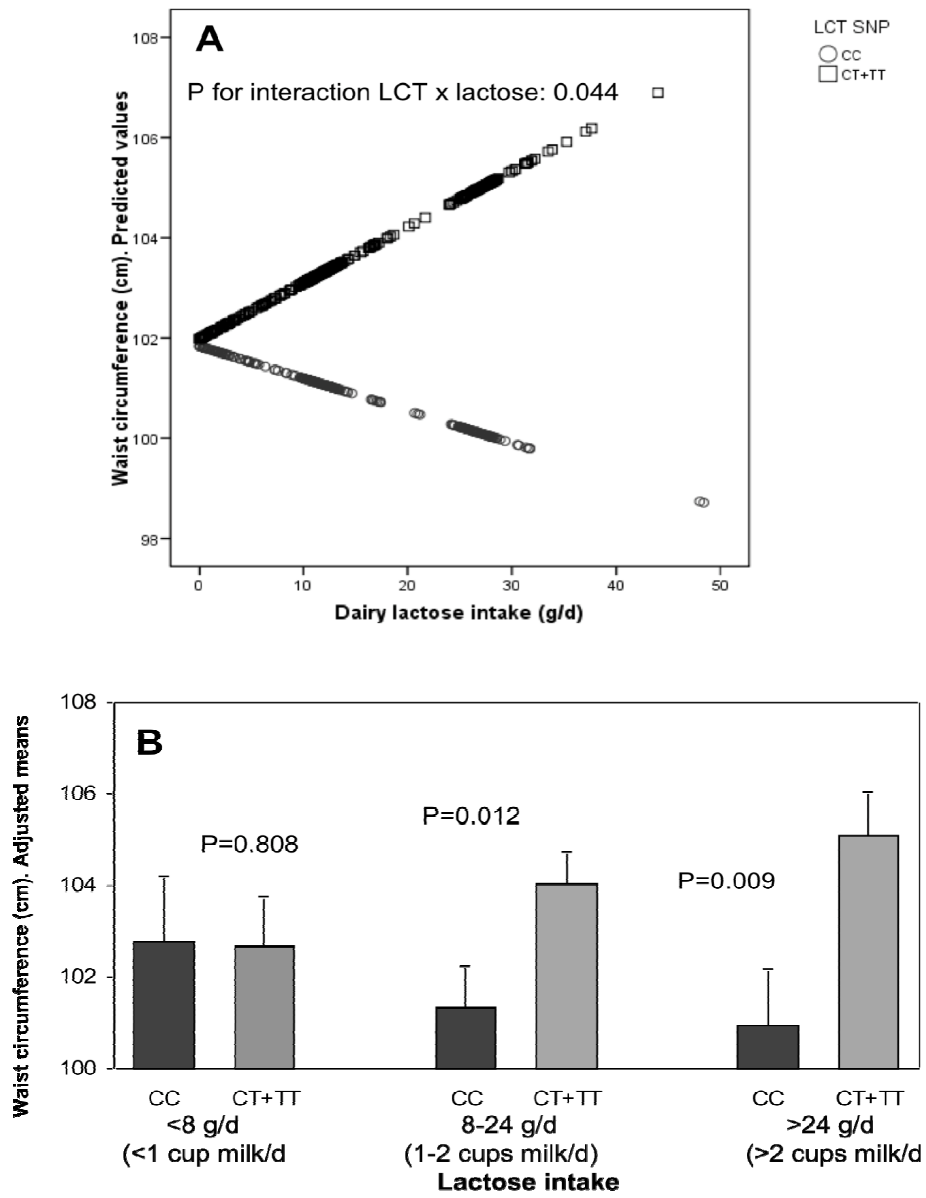 A
P for interaction LCT x lactose: 0.044
LCT SNP
CC
CT+TT
Waist circumference (cm). Predicted values
108
106
104
102
100
98
0 10 20 30 40 50
Dairy lactose intake (g/d)
B
Waist circumference (cm). Adjusted means
108
106
104
102
100
P=0.808
P=0.012
P=0.009
CC CT+TT CC CT+TT CC CT+TT
<8 g/d 8-24 g/d >24 g/d
(<1 cup milk/d (1-2 cups milk/d) (>2 cups milk/d
Lactose intake